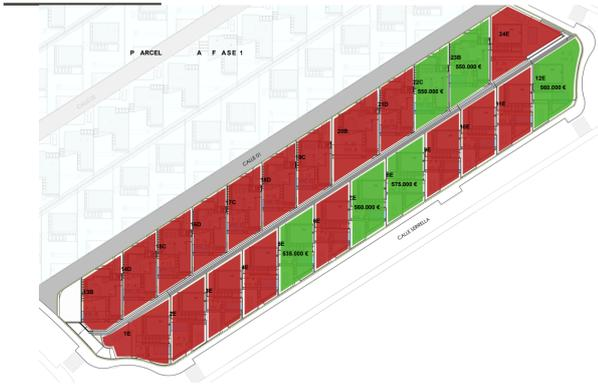 P ARCEL A F ASE 1
24E
23B
550.000 €
22C
550.000 €
12E
560.000 €
21D
11E
20B
10E
CALLE 01
19C
9E
8E
575.000 €
18D
7E
560.000 €
17C
6E
16D
5E
535.000 €
15C
4E
14D
3E
13B
2E
1E
CALLE SERRELLA